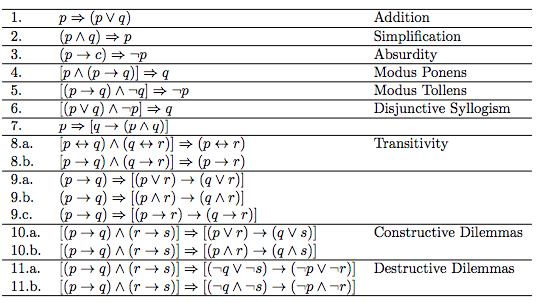 1. p ⇒ (p ∨ q) Addition
2. (p ∧ q) ⇒ p Simplification
3. (p → c) ⇒ ¬p Absurdity
4. [p ∧ (p → q)] ⇒ q Modus Ponens
5. [(p → q) ∧ ¬q] ⇒ ¬p Modus Tollens
6. [(p ∨ q) ∧ ¬p] ⇒ q Disjunctive Syllogism
7. p ⇒ [q → (p ∧ q)]
8.a. [p ↔ q) ∧ (q ↔ r)] ⇒ (p ↔ r) Transitivity
8.b. [p → q) ∧ (q → r)] ⇒ (p → r)
9.a. (p → q) ⇒ [(p ∨ r) → (q ∨ r)]
9.b. (p → q) ⇒ [(p ∧ r) → (q ∧ r)]
9.c. (p → q) ⇒ [(p → r) → (q → r)]
10.a. [(p → q) ∧ (r → s)] ⇒ [(p ∨ r) → (q ∨ s)] Constructive Dilemmas
10.b. [(p → q) ∧ (r → s)] ⇒ [(p ∧ r) → (q ∧ s)]
11.a. [(p → q) ∧ (r → s)] ⇒ [(¬q ∨ ¬s) → (¬p ∨ ¬r)] Destructive Dilemmas
11.b. [(p → q) ∧ (r → s)] ⇒ [(¬q ∧ ¬s) → (¬p ∧ ¬r)]